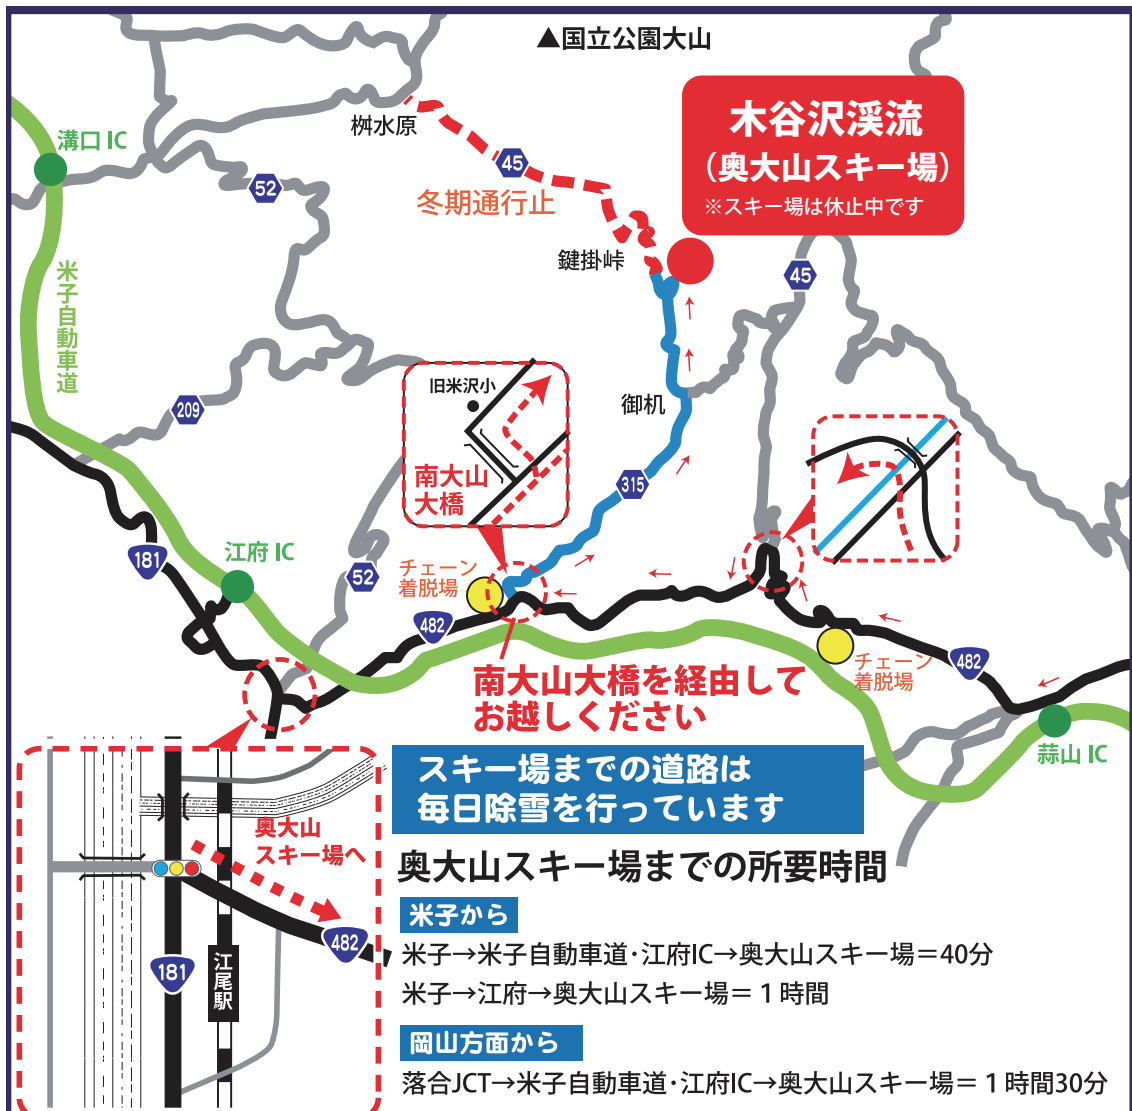 ▲国立公園大山
木谷沢渓流
（奥大山スキー場）
※スキー場は休止中です
溝口 IC
桝水原
45
52
冬期通行止
鍵掛峠
45
米子自動車道
旧米沢小
御机
209
南大山
大橋
315
181
江府 IC
52
チェーン
着脱場
482
チェーン
着脱場
482
南大山大橋を経由して
お越しください
蒜山 IC
スキー場までの道路は
毎日除雪を行っています
奥大山
スキー場へ
482
181
江尾駅
奥大山スキー場までの所要時間
米子から
米子→米子自動車道・江府IC→奥大山スキー場＝40分
米子→江府→奥大山スキー場＝１時間
岡山方面から
落合JCT→米子自動車道・江府IC→奥大山スキー場＝１時間30分